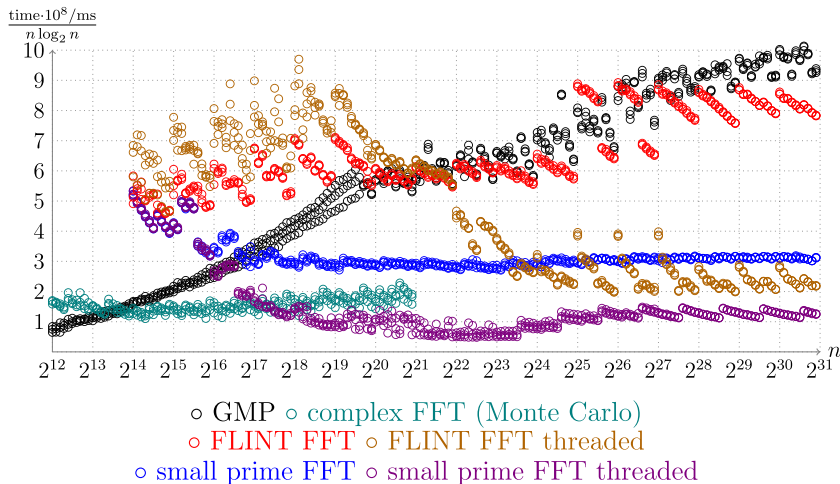 time·10⁸/ms
n log₂ n
10
9
8
7
6
5
4
3
2
1
n
2¹² 2¹³ 2¹⁴ 2¹⁵ 2¹⁶ 2¹⁷ 2¹⁸ 2¹⁹ 2²⁰ 2²¹ 2²² 2²³ 2²⁴ 2²⁵ 2²⁶ 2²⁷ 2²⁸ 2²⁹ 2³⁰ 2³¹
GMP complex FFT (Monte Carlo)
FLINT FFT FLINT FFT threaded
small prime FFT small prime FFT threaded